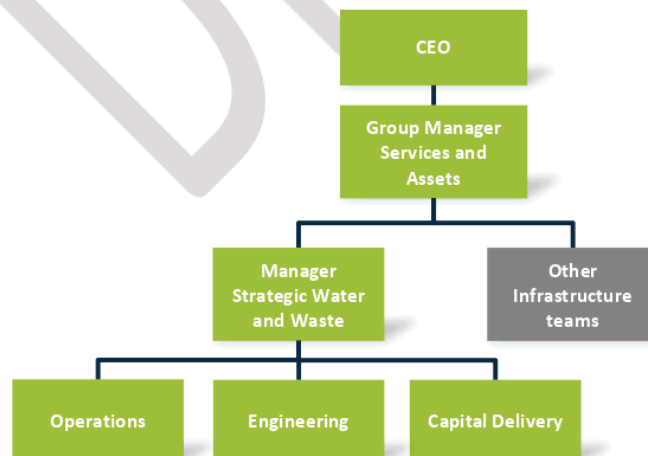 CEO
Group Manager
Services and
Assets
Manager
Strategic Water
and Waste
Other
Infrastructure
teams
Operations
Engineering
Capital Delivery